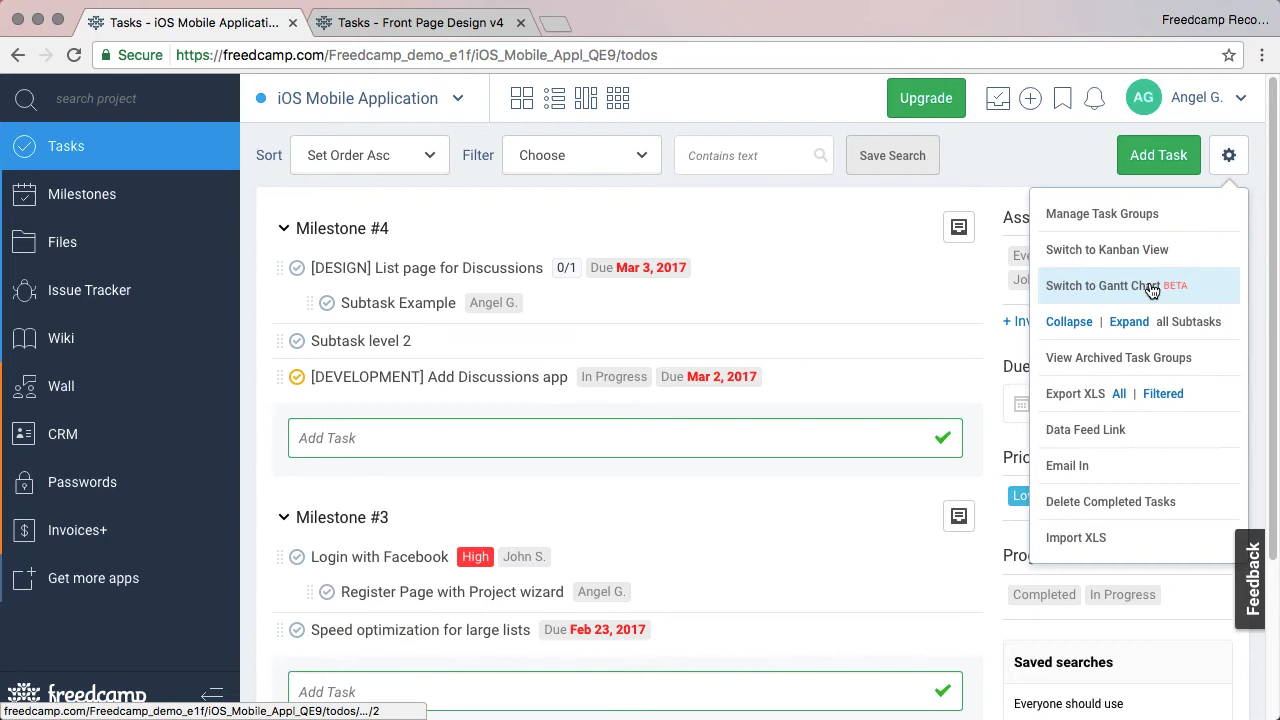 Tasks - iOS Mobile Applicati...
Tasks - Front Page Design v4
Freedcamp Reco...
Secure
https://freedcamp.com/Freedcamp_demo_e1f/iOS_Mobile_Appl_QE9/todos
search project
iOS Mobile Application
Upgrade
AG
Angel G.
Tasks
Milestones
Files
Issue Tracker
Wiki
Wall
CRM
Passwords
Invoices+
Get more apps
freedcamp
Sort
Set Order Asc
Filter
Choose
Contains text
Save Search
Add Task
Milestone #4
[DESIGN] List page for Discussions 0/1 Due Mar 3, 2017
Subtask Example Angel G.
Subtask level 2
[DEVELOPMENT] Add Discussions app In Progress Due Mar 2, 2017
Add Task
Milestone #3
Login with Facebook High John S.
Register Page with Project wizard Angel G.
Speed optimization for large lists Due Feb 23, 2017
Add Task
Manage Task Groups
Switch to Kanban View
Switch to Gantt Chart BETA
Collapse | Expand all Subtasks
View Archived Task Groups
Export XLS All | Filtered
Data Feed Link
Email In
Delete Completed Tasks
Import XLS
Completed
In Progress
Saved searches
Everyone should use
Feedback
freedcamp.com/Freedcamp_demo_e1f/iOS_Mobile_Appl_QE9/todos/.../2